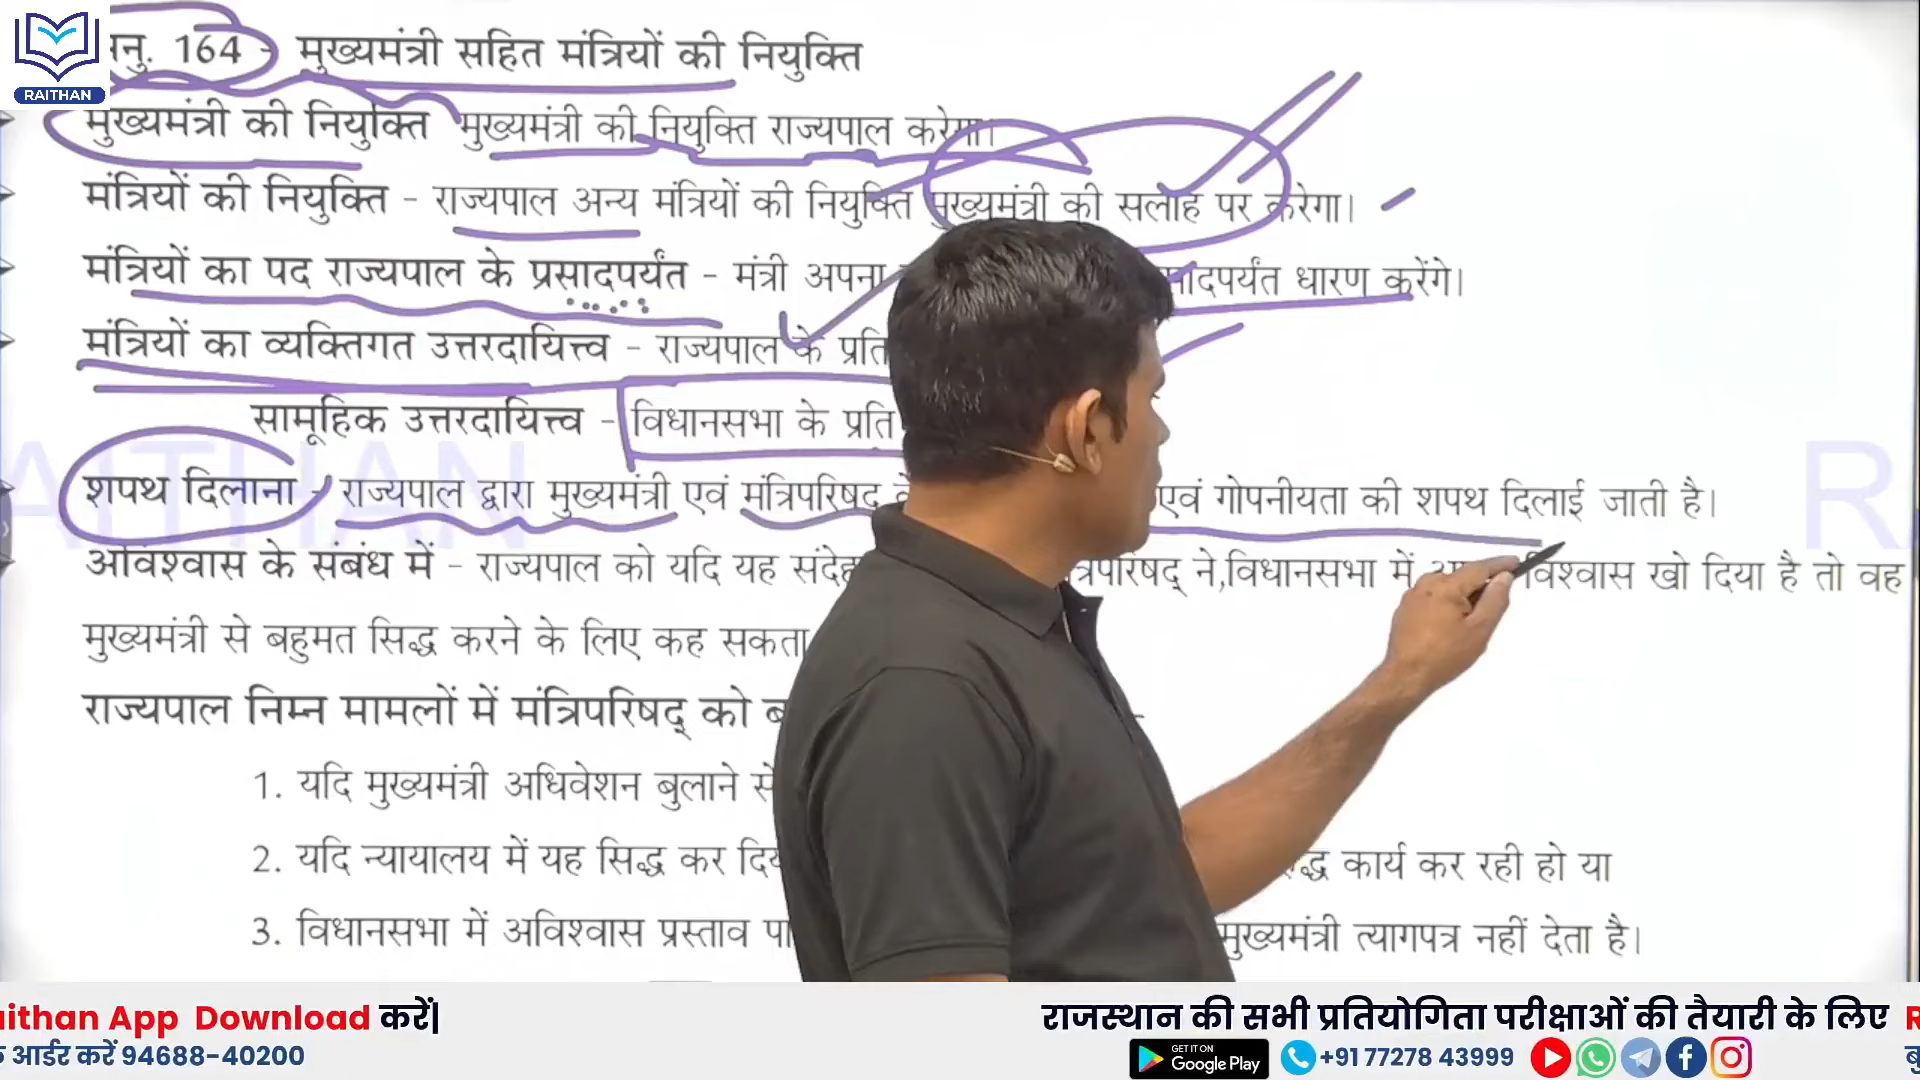 RAITHAN
नु. 164 - मुख्यमंत्री सहित मंत्रियों की नियुक्ति
मुख्यमंत्री की नियुक्ति मुख्यमंत्री की नियुक्ति राज्यपाल करेगा।
मंत्रियों की नियुक्ति - राज्यपाल अन्य मंत्रियों की नियुक्ति मुख्यमंत्री की सलाह पर करेगा।
मंत्रियों का पद राज्यपाल के प्रसादपर्यंत - मंत्री अपना सादपर्यंत धारण करेंगे।
मंत्रियों का व्यक्तिगत उत्तरदायित्त्व - राज्यपाल के प्रति
सामूहिक उत्तरदायित्त्व - विधानसभा के प्रति
शपथ दिलाना - राज्यपाल द्वारा मुख्यमंत्री एवं मंत्रिपरिषद् एवं गोपनीयता की शपथ दिलाई जाती है।
अविश्वास के संबंध में - राज्यपाल को यदि यह संदेह त्रिपरिषद् ने,विधानसभा में विश्वास खो दिया है तो वह
मुख्यमंत्री से बहुमत सिद्ध करने के लिए कह सकता
राज्यपाल निम्न मामलों में मंत्रिपरिषद् को ब
1. यदि मुख्यमंत्री अधिवेशन बुलाने से
2. यदि न्यायालय में यह सिद्ध कर दि द्ध कार्य कर रही हो या
3. विधानसभा में अविश्वास प्रस्ताव पा मुख्यमंत्री त्यागपत्र नहीं देता है।
aithan App Download करें|
राजस्थान की सभी प्रतियोगिता परीक्षाओं की तैयारी के लिए R
आर्डर करें 94688-40200
GET IT ON Google Play
+91 77278 43999